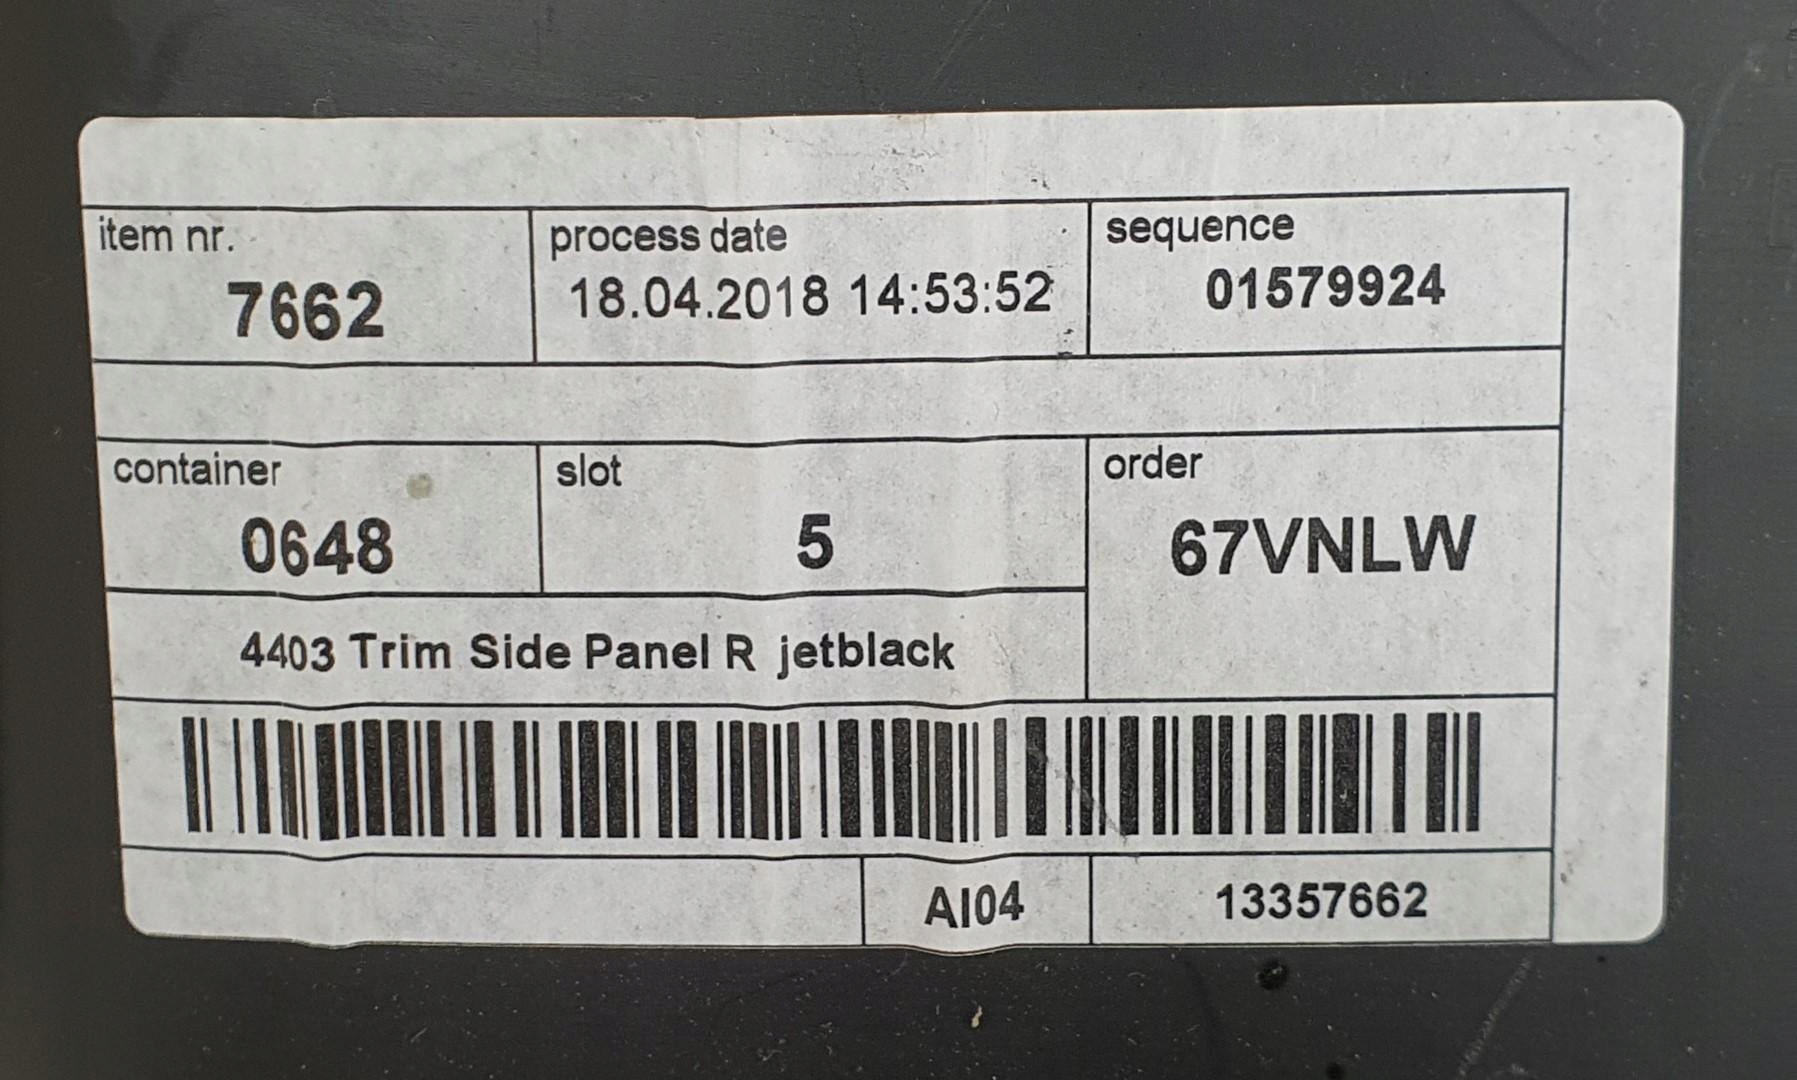 item nr.
7662
process date
18.04.2018 14:53:52
sequence
01579924
container
0648
slot
5
order
67VNLW
4403 Trim Side Panel R jetblack
AI04
13357662